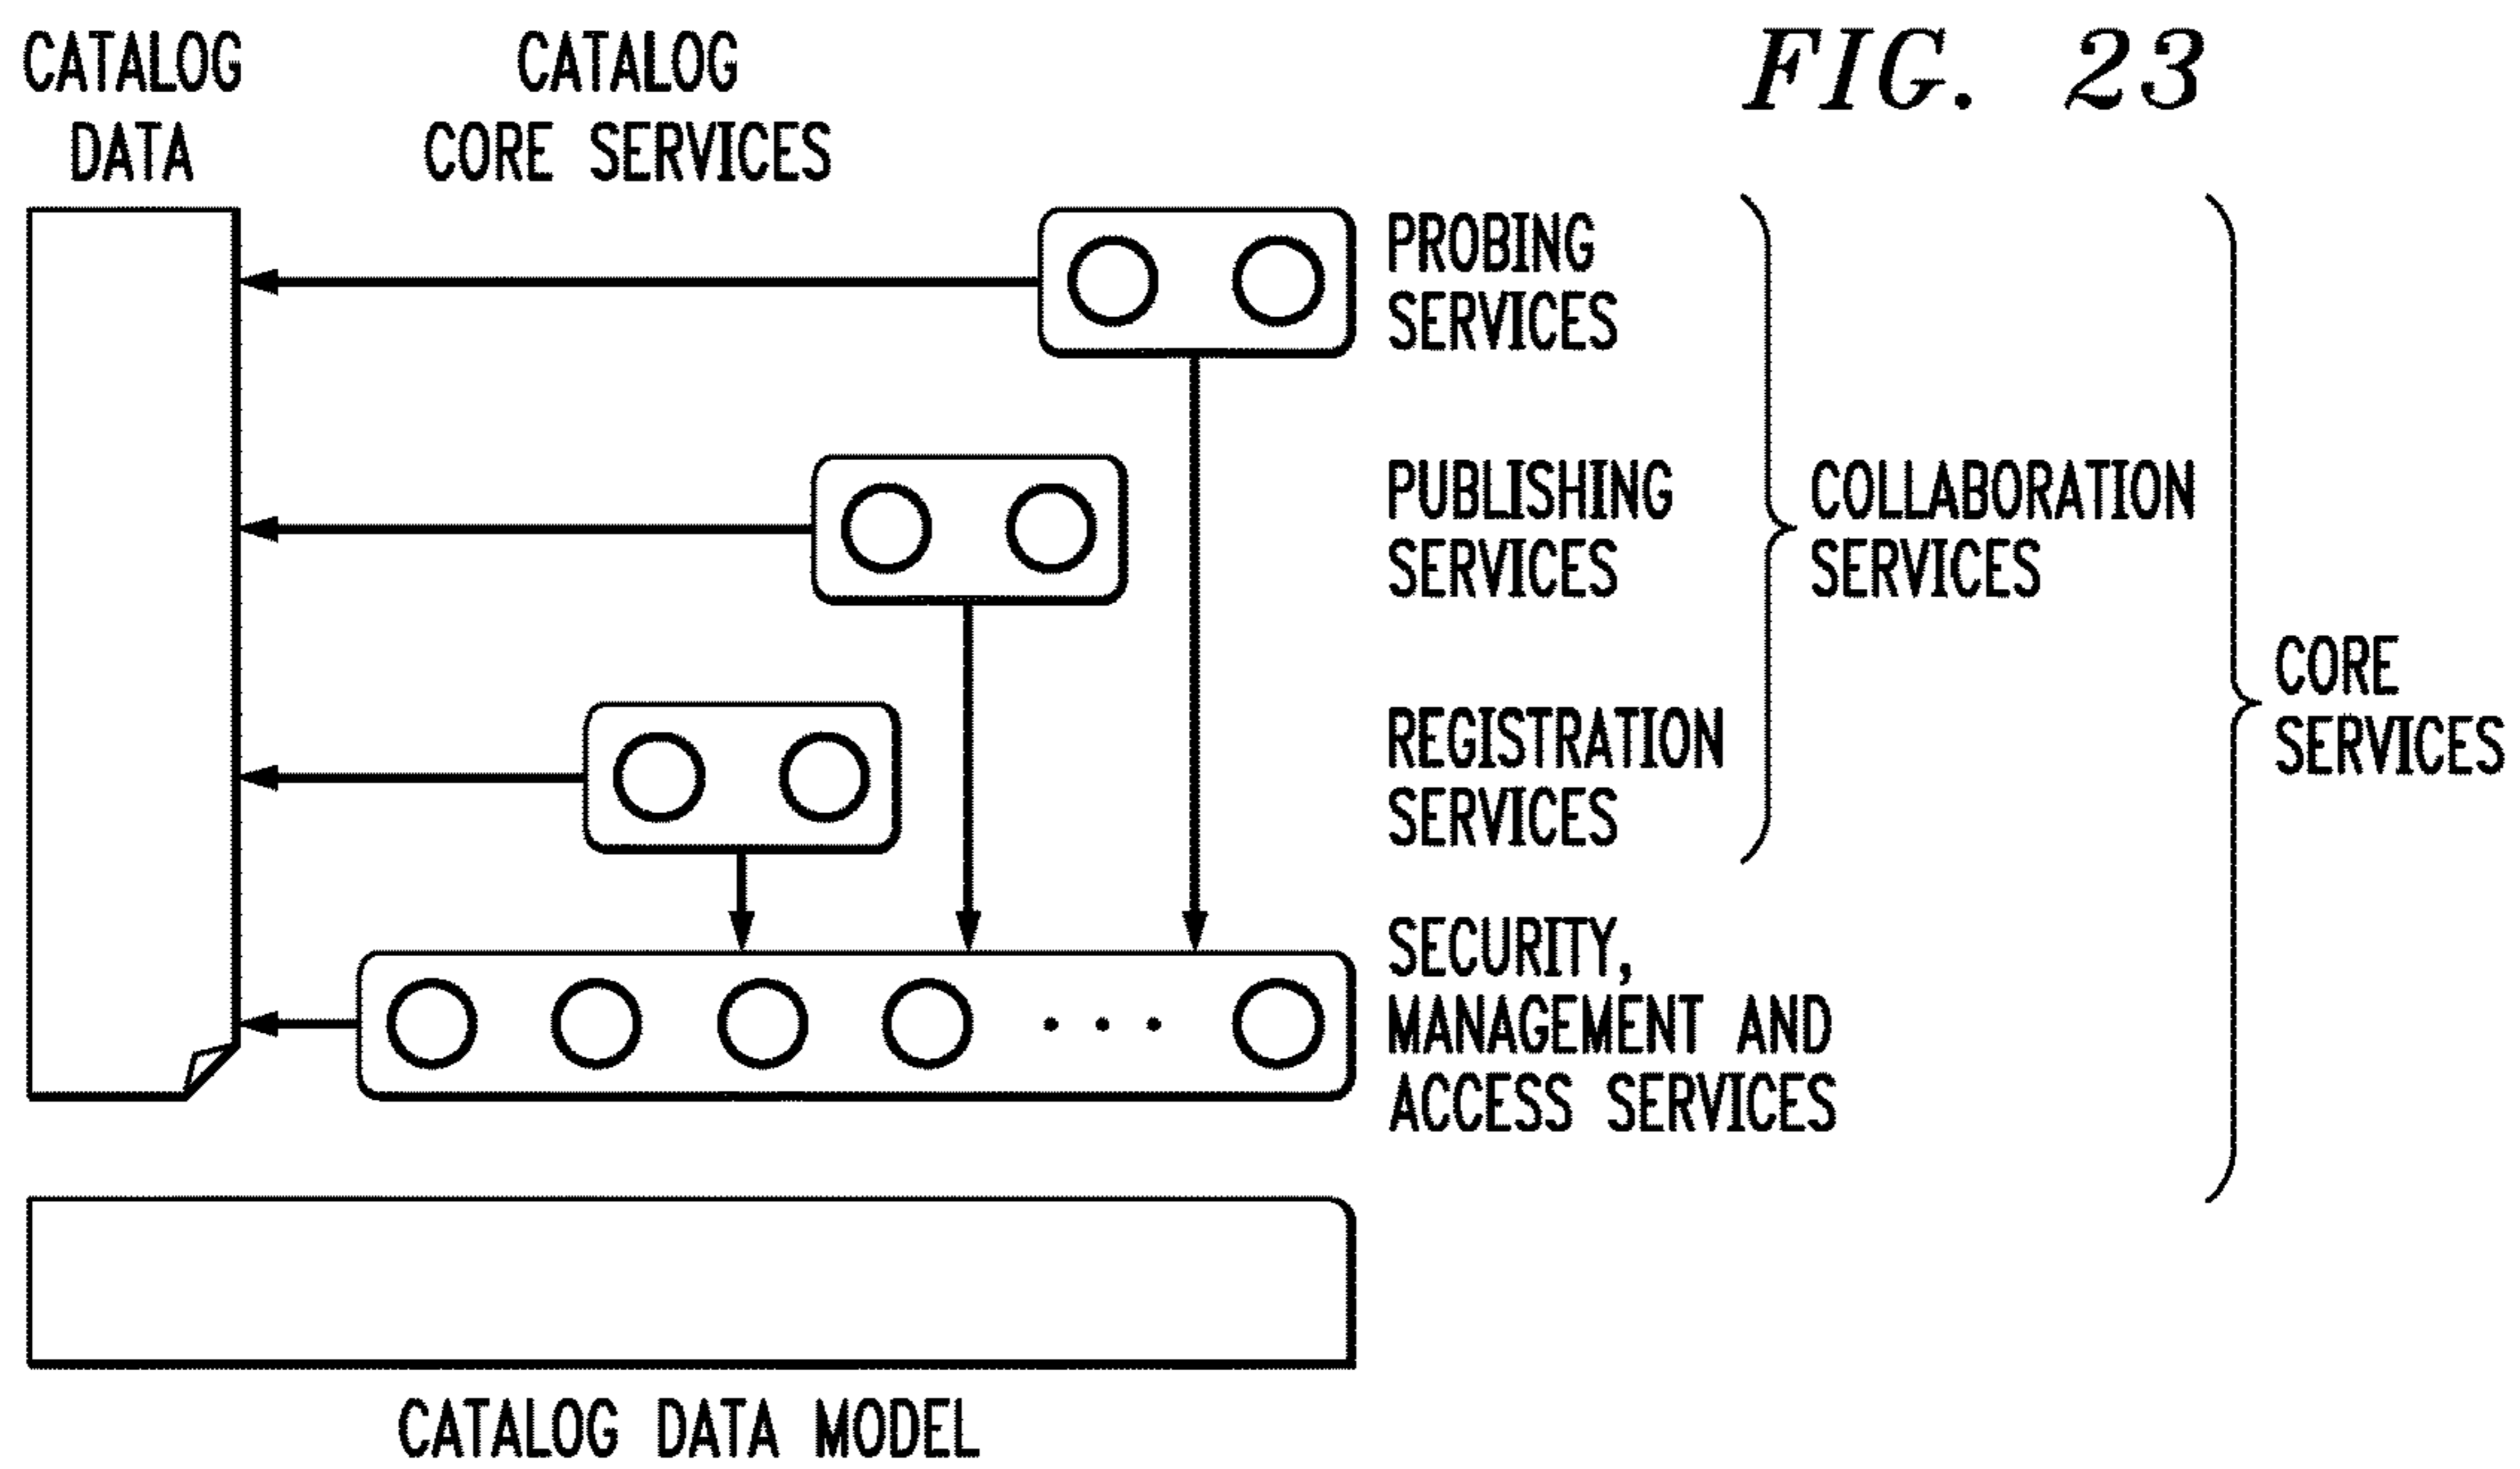 CATALOG
DATA
CATALOG
CORE SERVICES
FIG. 23
PROBING
SERVICES
PUBLISHING
SERVICES
COLLABORATION
SERVICES
REGISTRATION
SERVICES
CORE
SERVICES
SECURITY,
MANAGEMENT AND
ACCESS SERVICES
CATALOG DATA MODEL